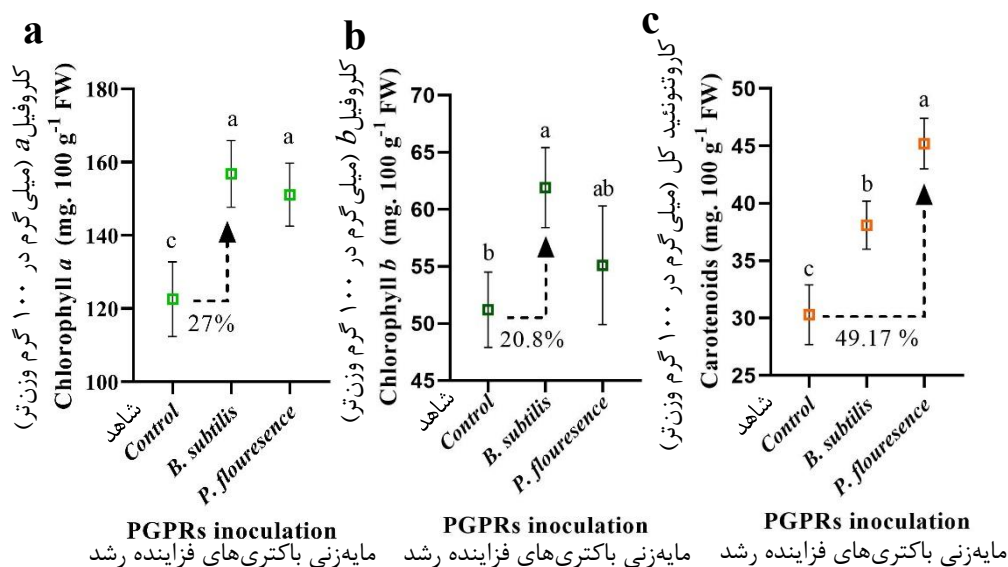 a
کلروفیل a (میلی گرم در ۱۰۰ گرم وزن‌تر)
Chlorophyll a (mg. 100 g-1 FW)
180
160
140
120
100
c
a
a
27%
شاهد
Control
B. subtilis
P. flouresence
PGPRs inoculation
مایه‌زنی باکتری‌های فزاینده رشد
b
کلروفیل b (میلی گرم در ۱۰۰ گرم وزن‌تر)
Chlorophyll b (mg. 100 g-1 FW)
70
65
60
55
50
45
b
a
ab
20.8%
شاهد
Control
B. subtilis
P. flouresence
PGPRs inoculation
مایه‌زنی باکتری‌های فزاینده رشد
c
کاروتنوئید کل (میلی گرم در ۱۰۰ گرم وزن‌تر)
Carotenoids (mg. 100 g-1 FW)
50
45
40
35
30
25
c
b
a
49.17 %
شاهد
Control
B. subtilis
P. flouresence
PGPRs inoculation
مایه‌زنی باکتری‌های فزاینده رشد